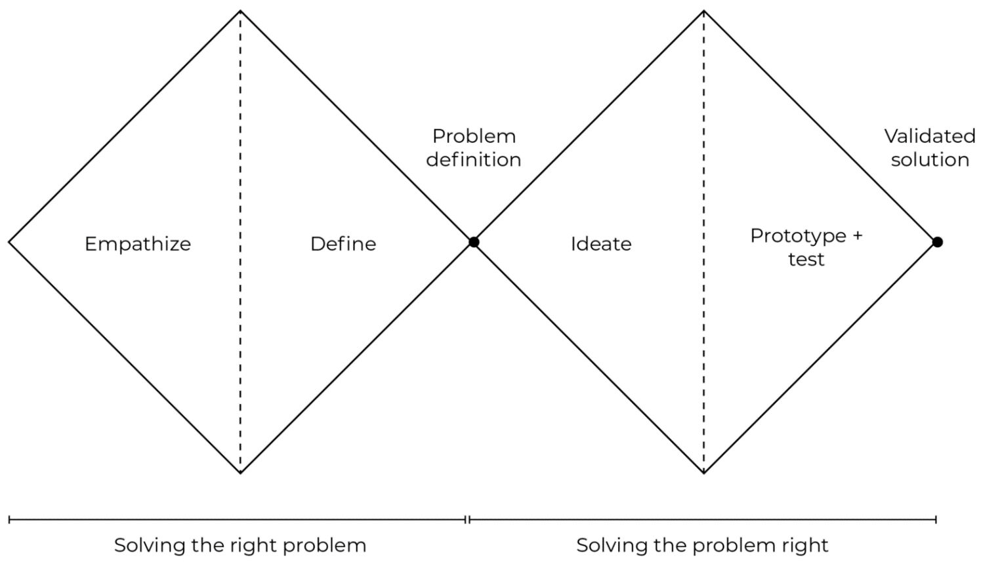 Problem
definition
Validated
solution
Empathize
Define
Ideate
Prototype +
test
Solving the right problem
Solving the problem right